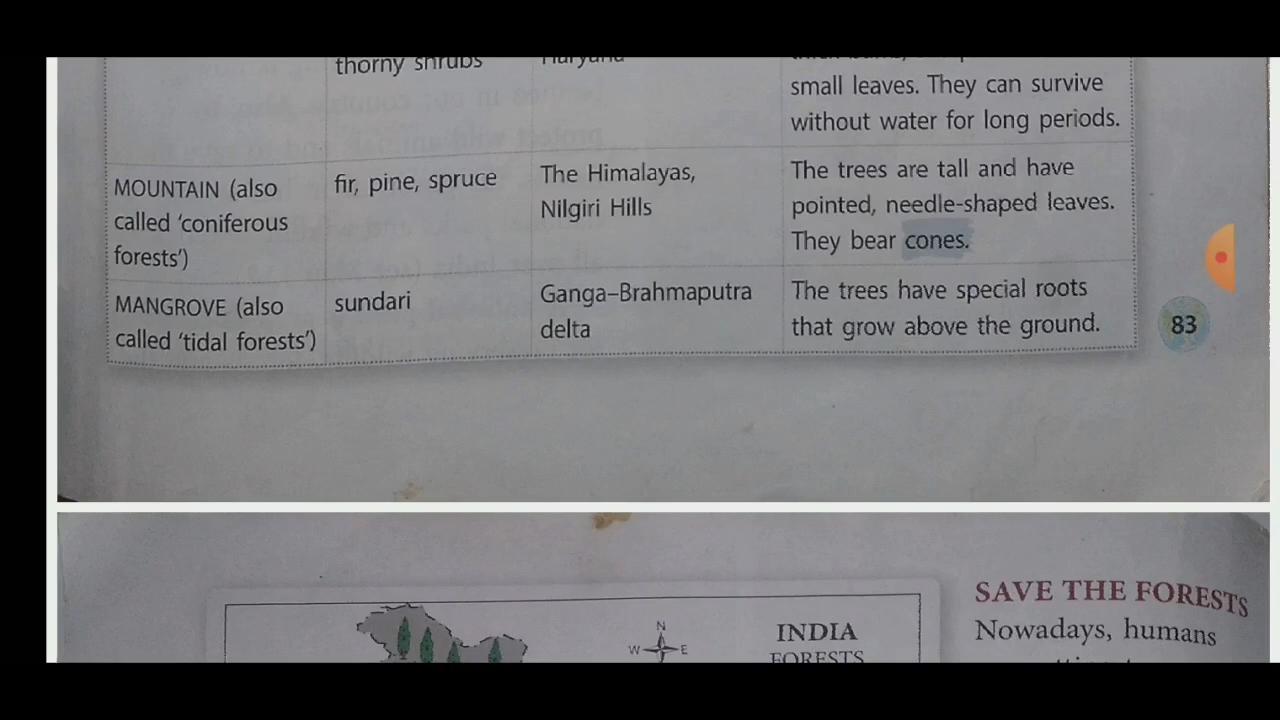 thorny shrubs
Haryana
small leaves. They can survive
without water for long periods.
MOUNTAIN (also
called ‘coniferous
forests’)
fir, pine, spruce
The Himalayas,
Nilgiri Hills
The trees are tall and have
pointed, needle-shaped leaves.
They bear cones.
MANGROVE (also
called ‘tidal forests’)
sundari
Ganga–Brahmaputra
delta
The trees have special roots
that grow above the ground.
83
N
W E
INDIA
FORESTS
SAVE THE FORESTS
Nowadays, humans